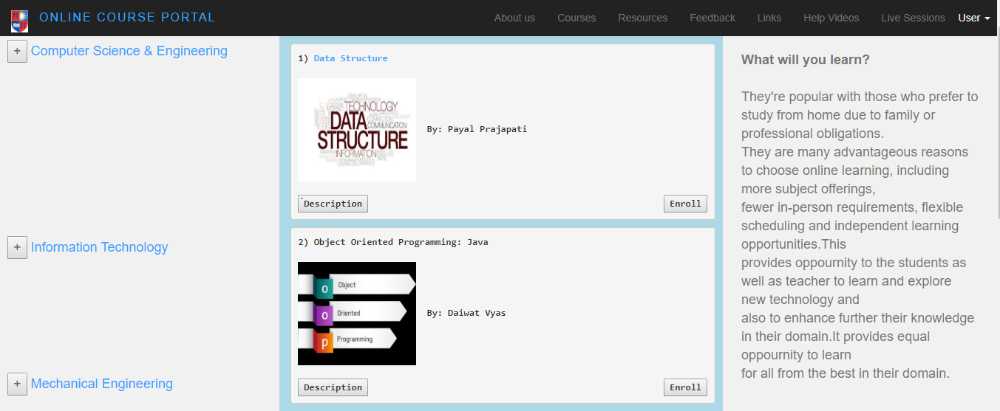 ONLINE COURSE PORTAL
About us Courses Resources Feedback Links Help Videos Live Sessions User
+ Computer Science & Engineering
+ Information Technology
+ Mechanical Engineering
1) Data Structure
TECHNOLOGY
DATA
CONNECTION
COMMUNICATION
STRUCTURE
INFORMATION
By: Payal Prajapati
Description Enroll
2) Object Oriented Programming: Java
o Object
o Oriented
p Programming
By: Daiwat Vyas
Description Enroll
What will you learn?
They're popular with those who prefer to
study from home due to family or
professional obligations.
They are many advantageous reasons
to choose online learning, including
more subject offerings,
fewer in-person requirements, flexible
scheduling and independent learning
opportunities.This
provides oppournity to the students as
well as teacher to learn and explore
new technology and
also to enhance further their knowledge
in their domain.It provides equal
oppournity to learn
for all from the best in their domain.